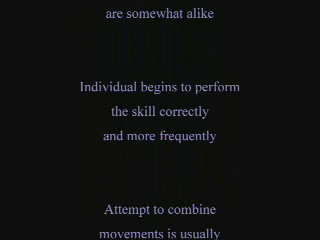 are somewhat alike
Individual begins to perform
the skill correctly
and more frequently
Attempt to combine
movements is usually